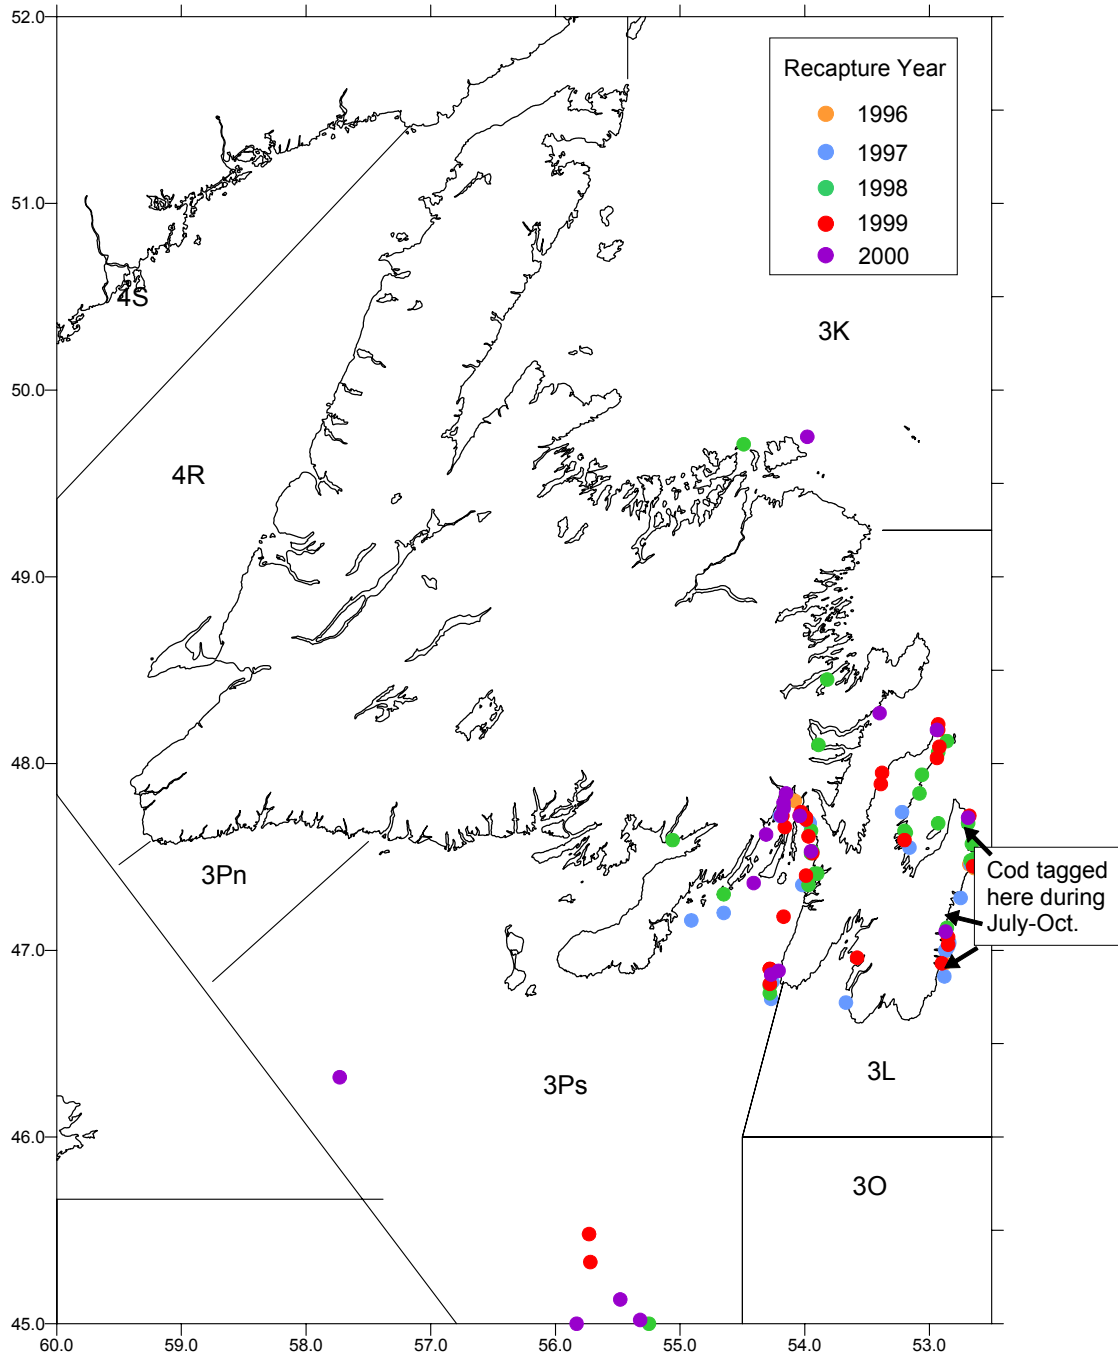 52.0
51.0
50.0
49.0
48.0
47.0
46.0
45.0
Recapture Year
1996
1997
1998
1999
2000
4S
3K
4R
3Pn
Cod tagged
here during
July-Oct.
3Ps
3L
3O
60.0 59.0 58.0 57.0 56.0 55.0 54.0 53.0